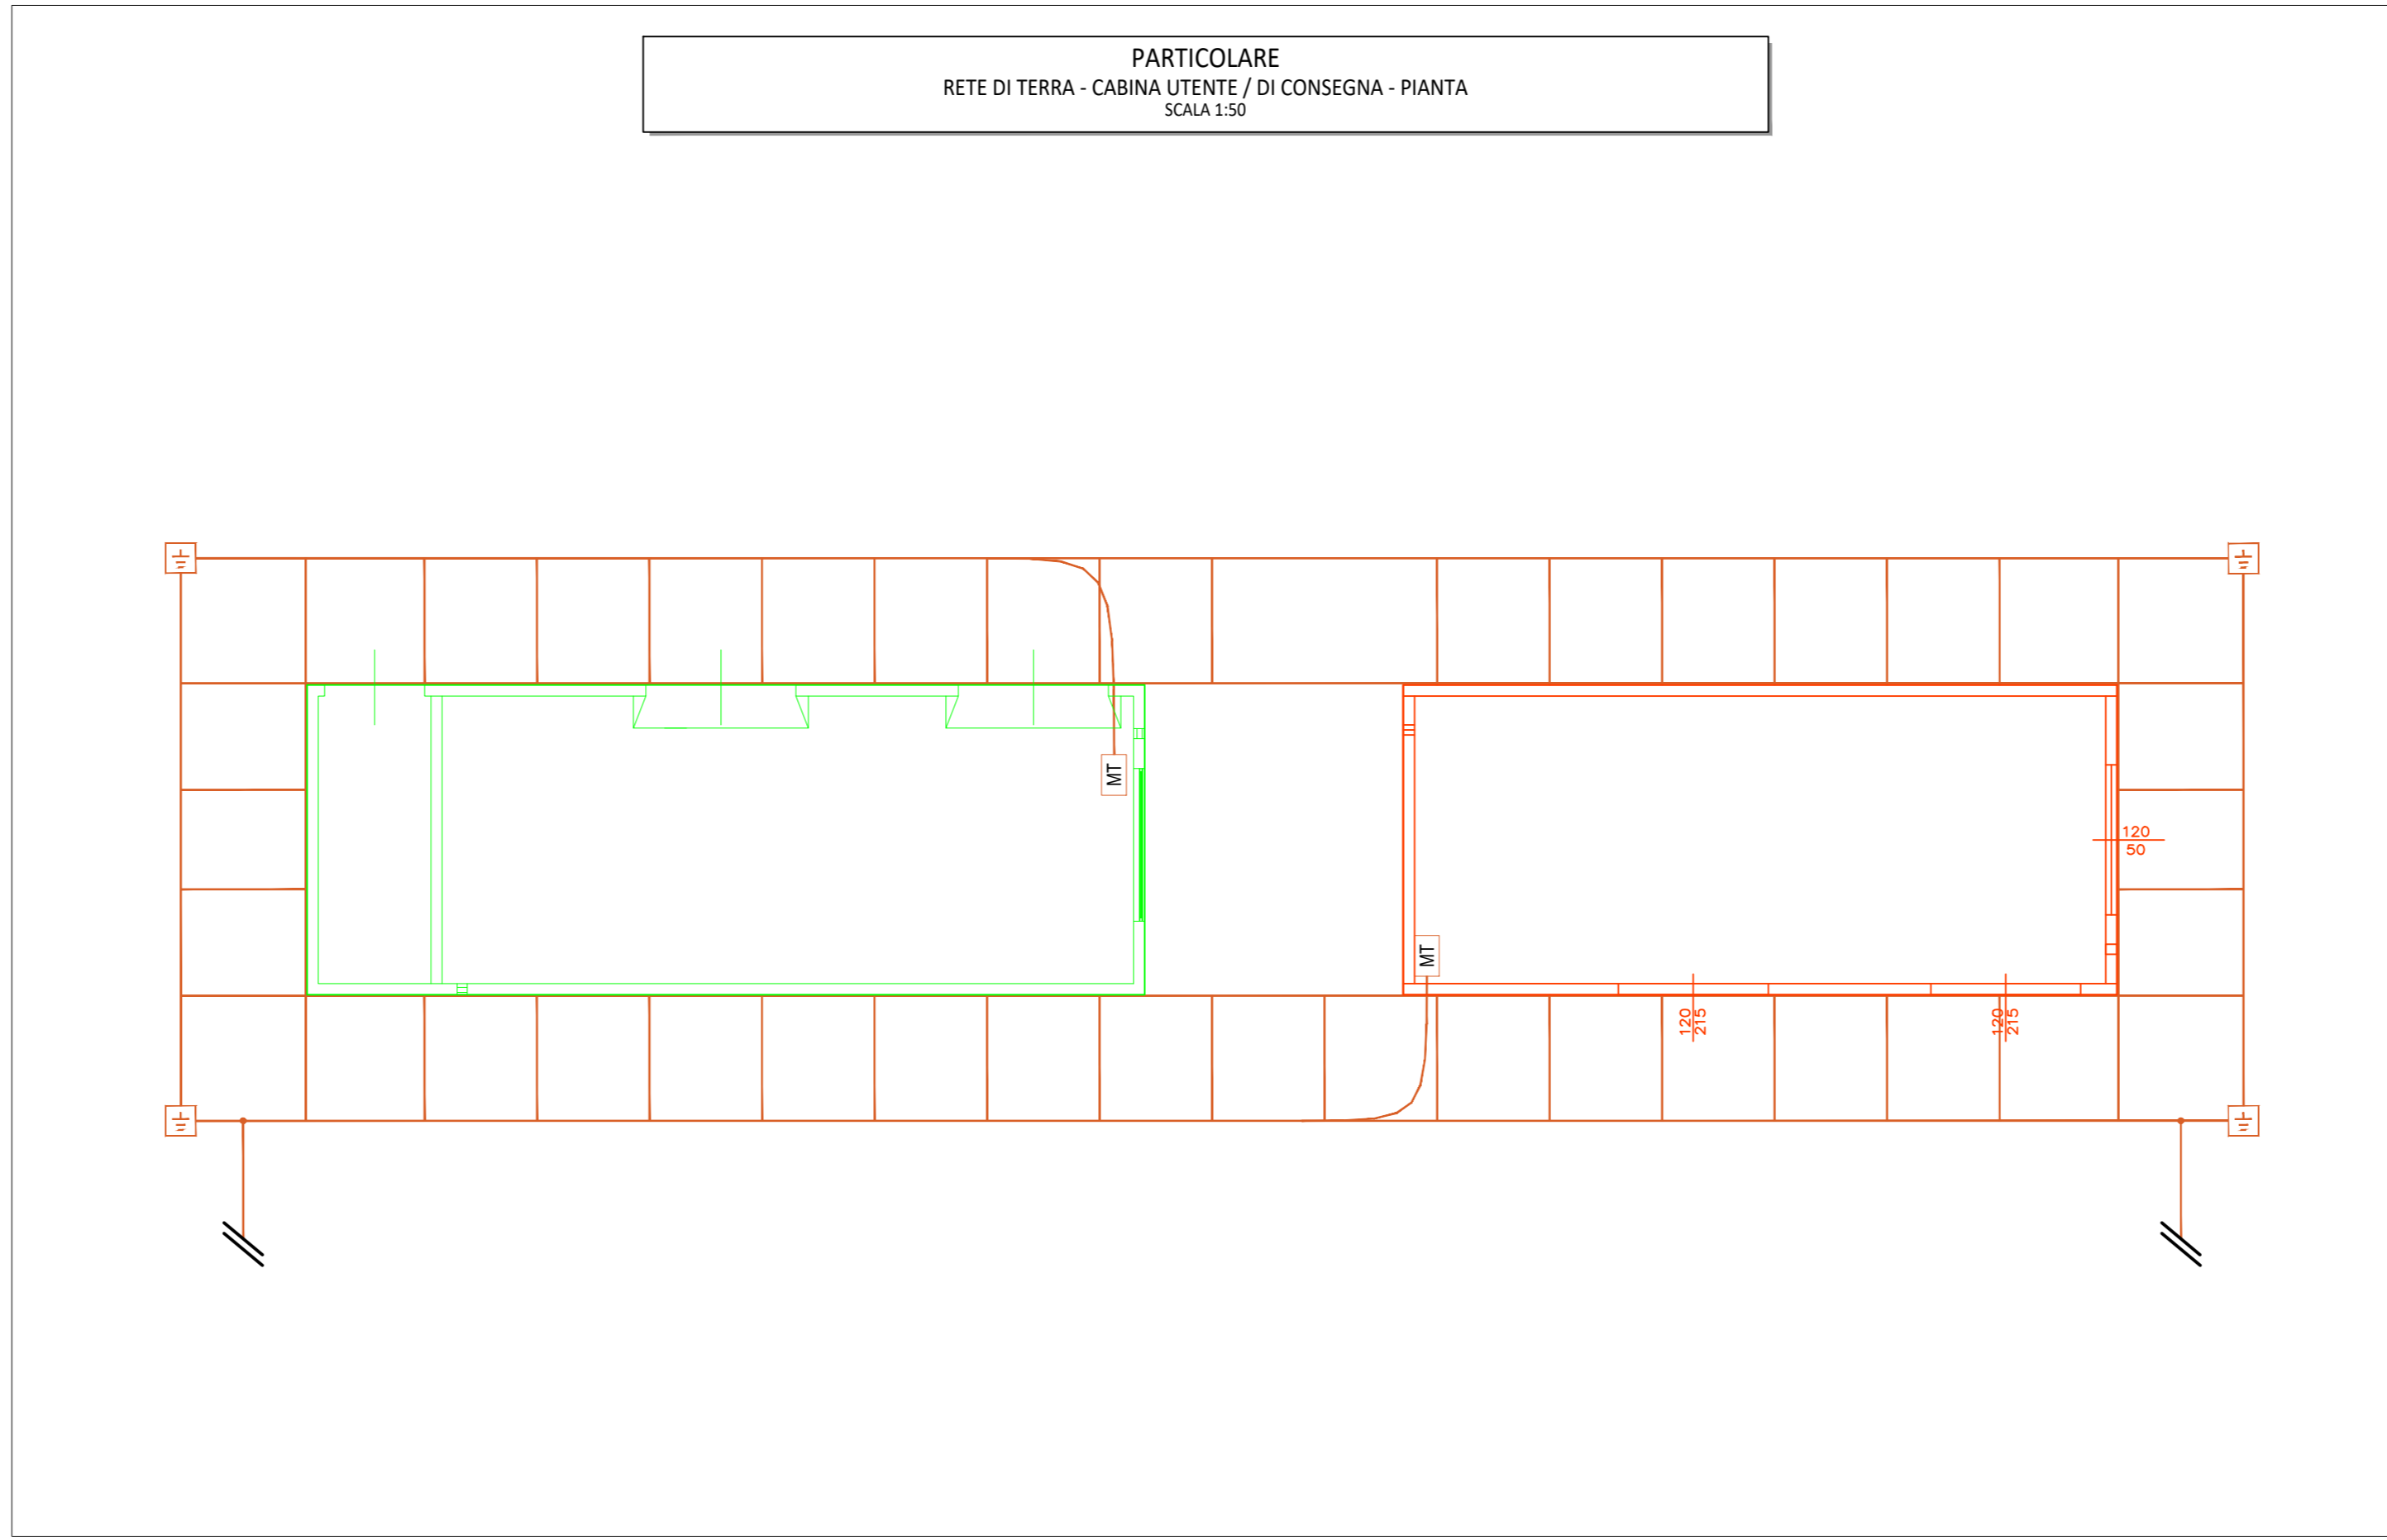 PARTICOLARE
RETE DI TERRA - CABINA UTENTE / DI CONSEGNA - PIANTA
SCALA 1:50
MT
120
50
MT
120
215
120
215